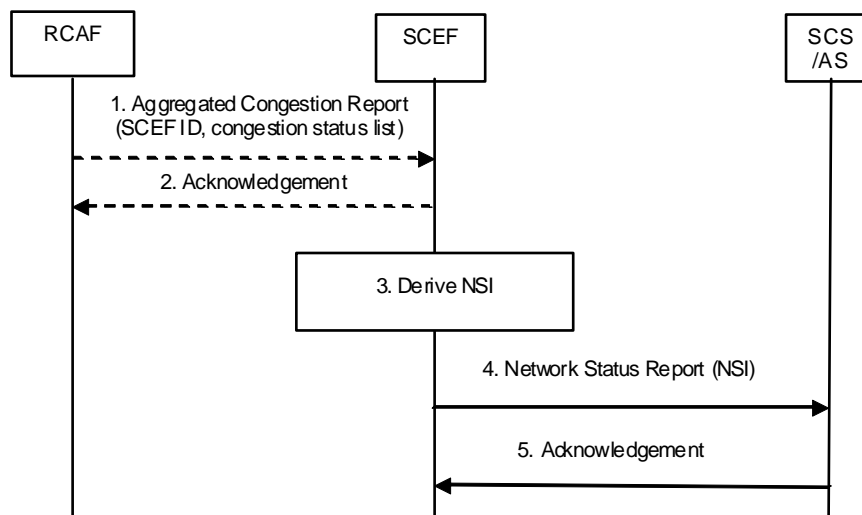 RCAF
SCEF
SCS
/AS
1. Aggregated Congestion Report
(SCEF ID, congestion status list)
2. Acknowledgement
3. Derive NSI
4. Network Status Report (NSI)
5. Acknowledgement